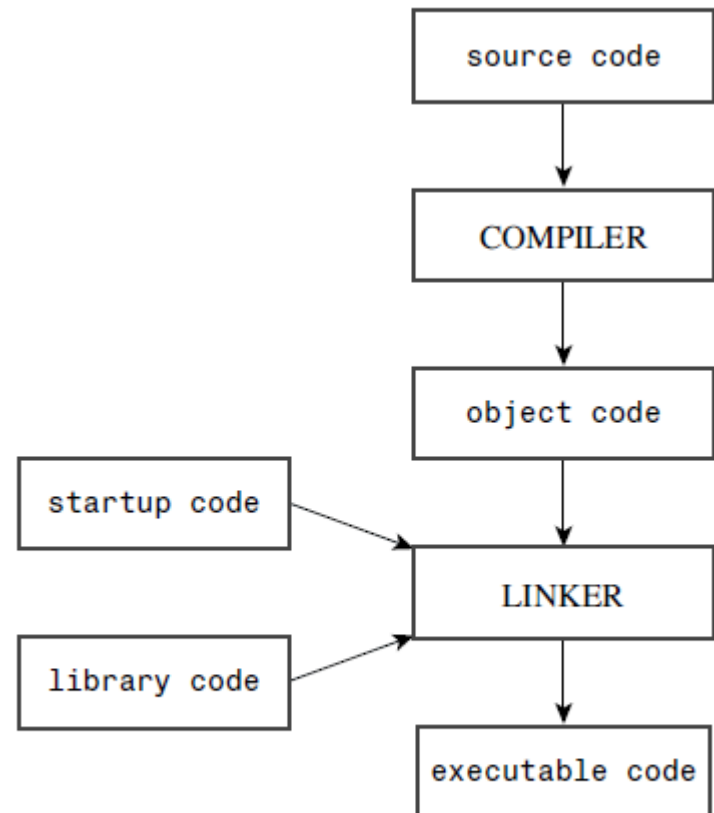 source code
COMPILER
object code
startup code
LINKER
library code
executable code